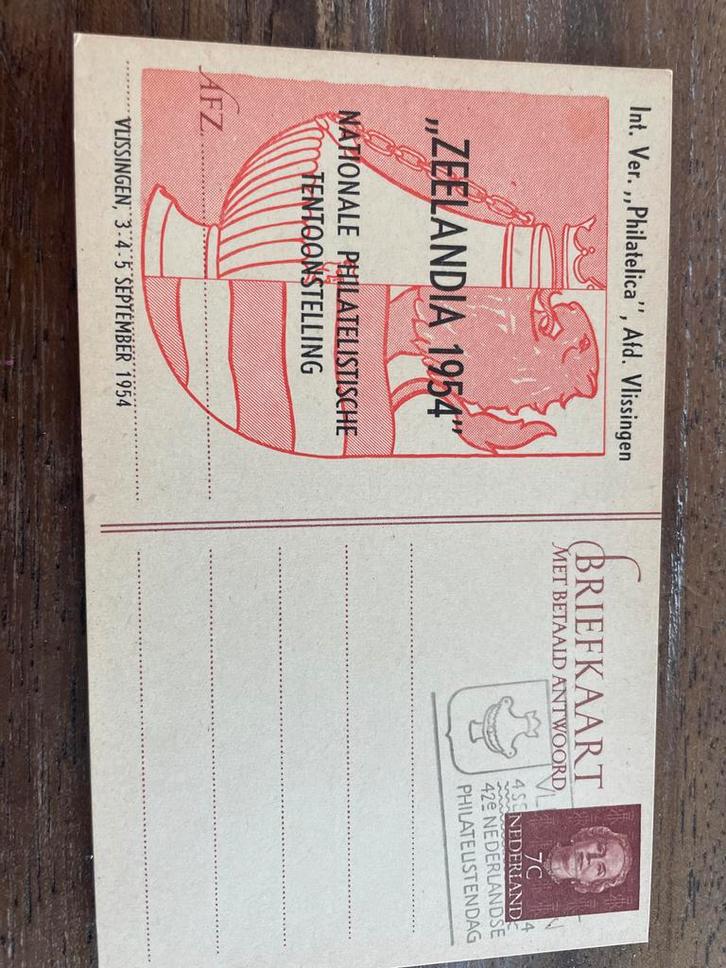 Int. Ver. „Philatelica", Afd. Vlissingen
„ZEELANDIA 1954"
NATIONALE PHILATELISTISCHE
TENTOONSTELLING
AFZ.
VLISSINGEN, 3.4.5 SEPTEMBER 1954
BRIEFKAART
MET BETAALD ANTWOORD
42e NEDERLANDSE
PHILATELISTENDAG
7C
NEDERLAND